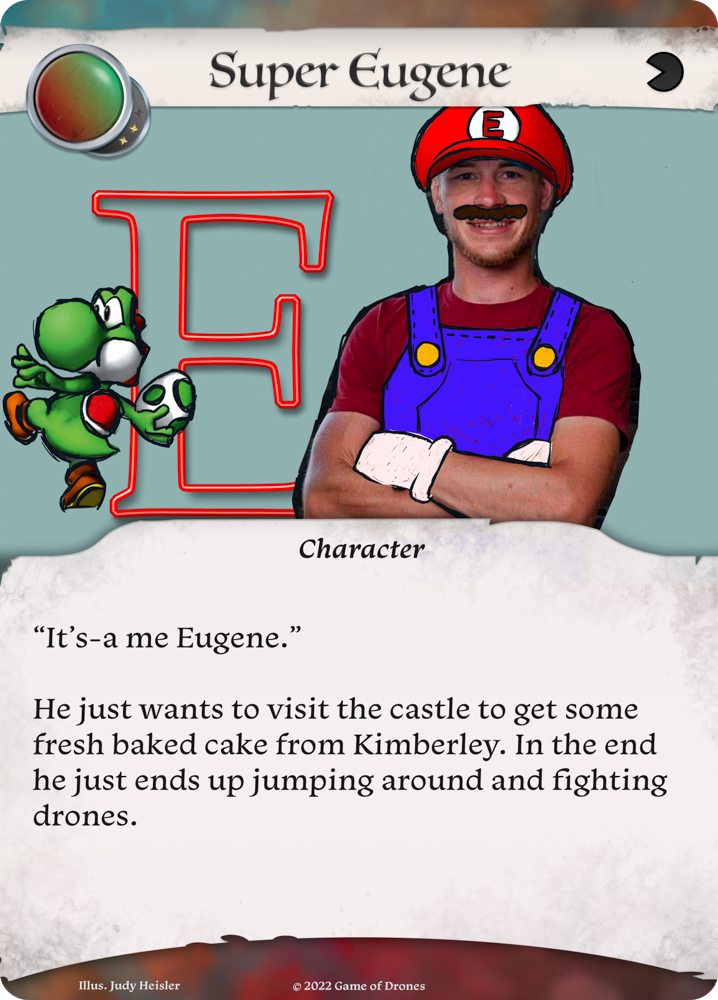 Super Eugene
E
E
Character
“It’s-a me Eugene.”
He just wants to visit the castle to get some
fresh baked cake from Kimberley. In the end
he just ends up jumping around and fighting
drones.
Illus. Judy Heisler
© 2022 Game of Drones